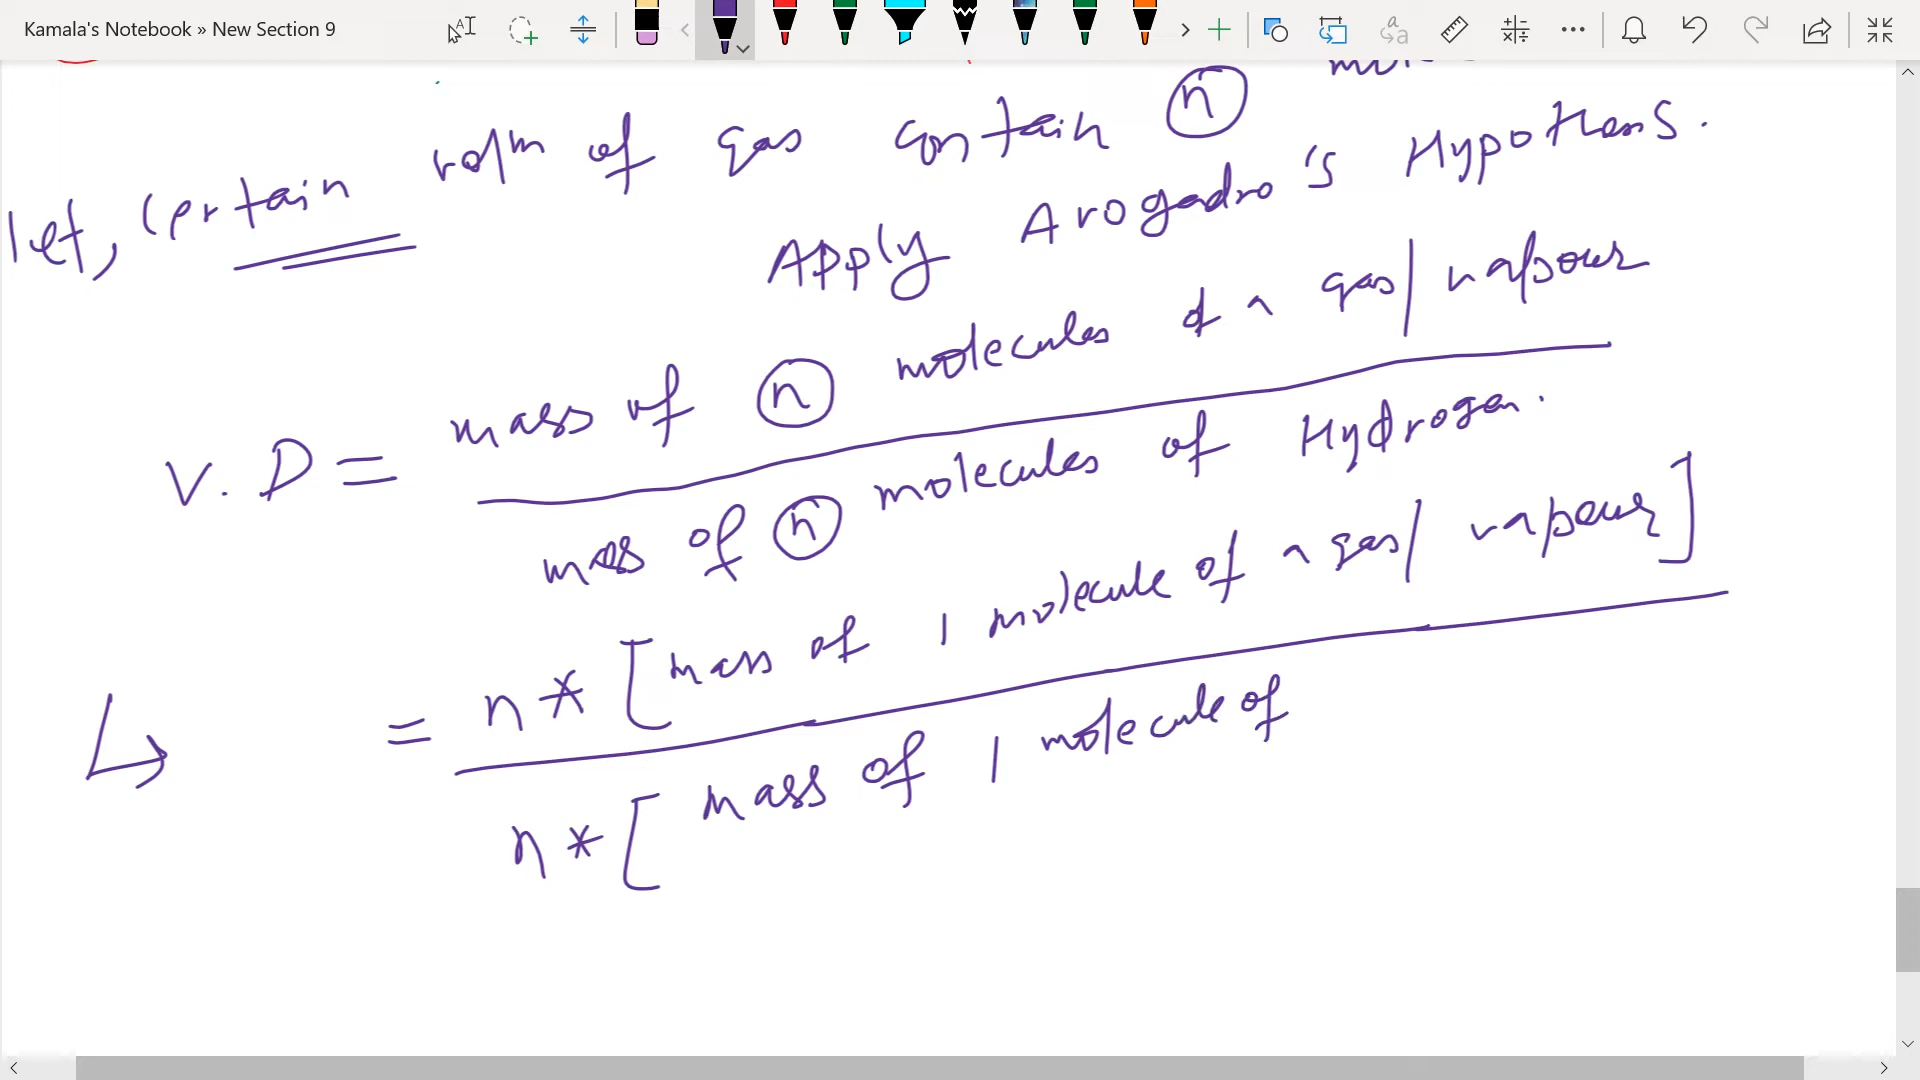 Kamala's Notebook » New Section 9
let, certain volm of gas contain n
Apply Avogadro's Hypothesis.
V.D = mass of n molecules of a gas/vapour
mass of n molecules of Hydrogen.
= n * [mass of 1 molecule of a gas/vapour]
n * [mass of 1 molecule of